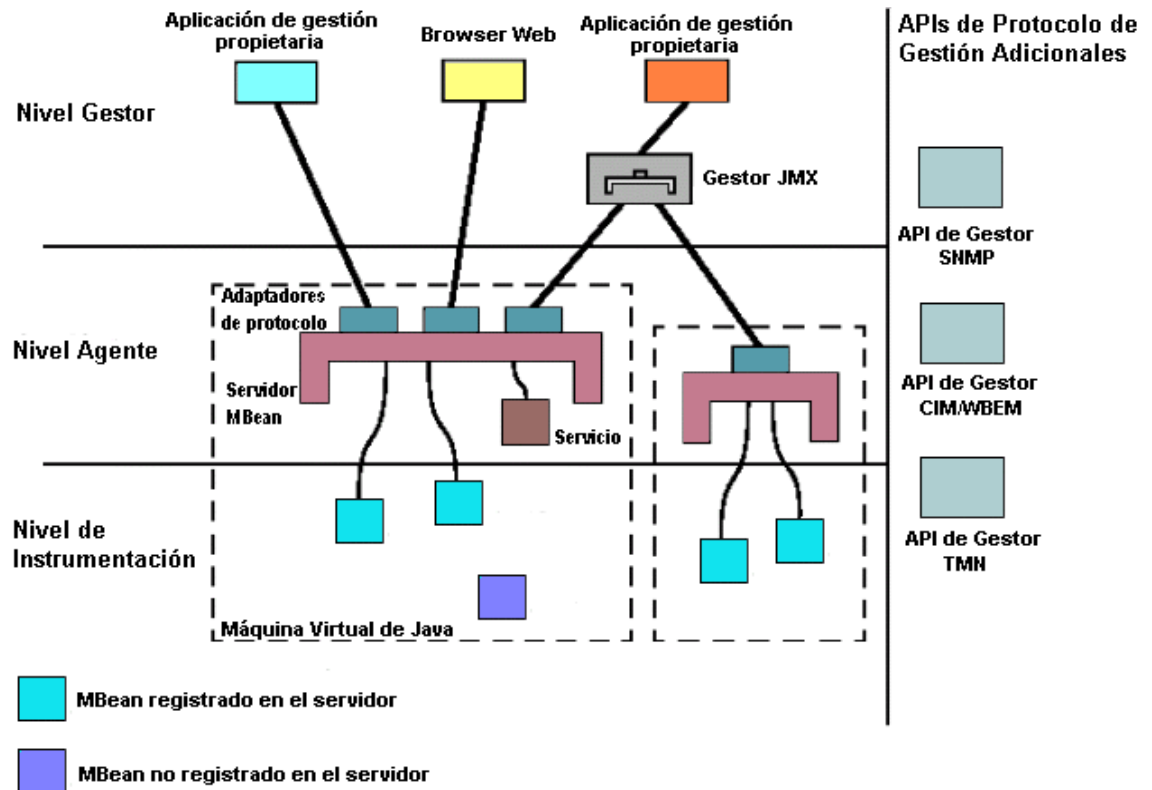 Aplicación de gestión
propietaria
Browser Web
Aplicación de gestión
propietaria
APIs de Protocolo de
Gestión Adicionales
Nivel Gestor
Gestor JMX
API de Gestor
SNMP
Adaptadores
de protocolo
Nivel Agente
Servidor
MBean
Servicio
API de Gestor
CIM/WBEM
Nivel de
Instrumentación
API de Gestor
TMN
Máquina Virtual de Java
MBean registrado en el servidor
MBean no registrado en el servidor